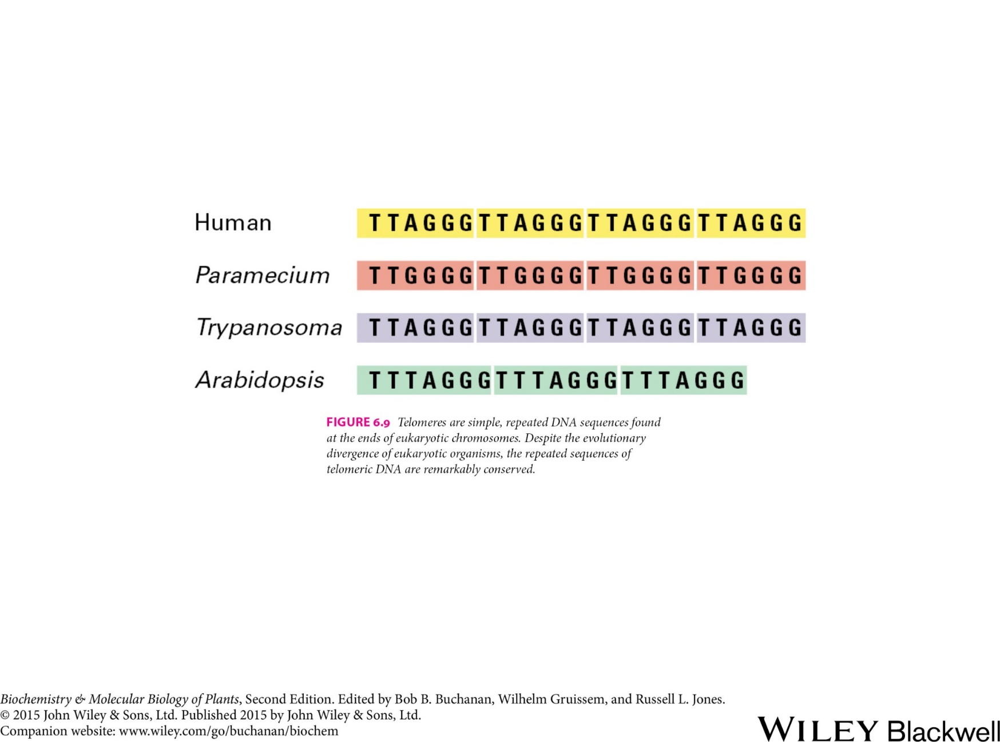 Human TTAGGGTTAGGGTTAGGGTTAGGG
Paramecium TTGGGGTTGGGGTTGGGGTTGGGG
Trypanosoma TTAGGGTTAGGGTTAGGGTTAGGG
Arabidopsis TTTAGGGTTTAGGGTTTAGGG
FIGURE 6.9 Telomeres are simple, repeated DNA sequences found
at the ends of eukaryotic chromosomes. Despite the evolutionary
divergence of eukaryotic organisms, the repeated sequences of
telomeric DNA are remarkably conserved.
Biochemistry & Molecular Biology of Plants, Second Edition. Edited by Bob B. Buchanan, Wilhelm Gruissem, and Russell L. Jones.
© 2015 John Wiley & Sons, Ltd. Published 2015 by John Wiley & Sons, Ltd.
Companion website: www.wiley.com/go/buchanan/biochem
WILEY Blackwell